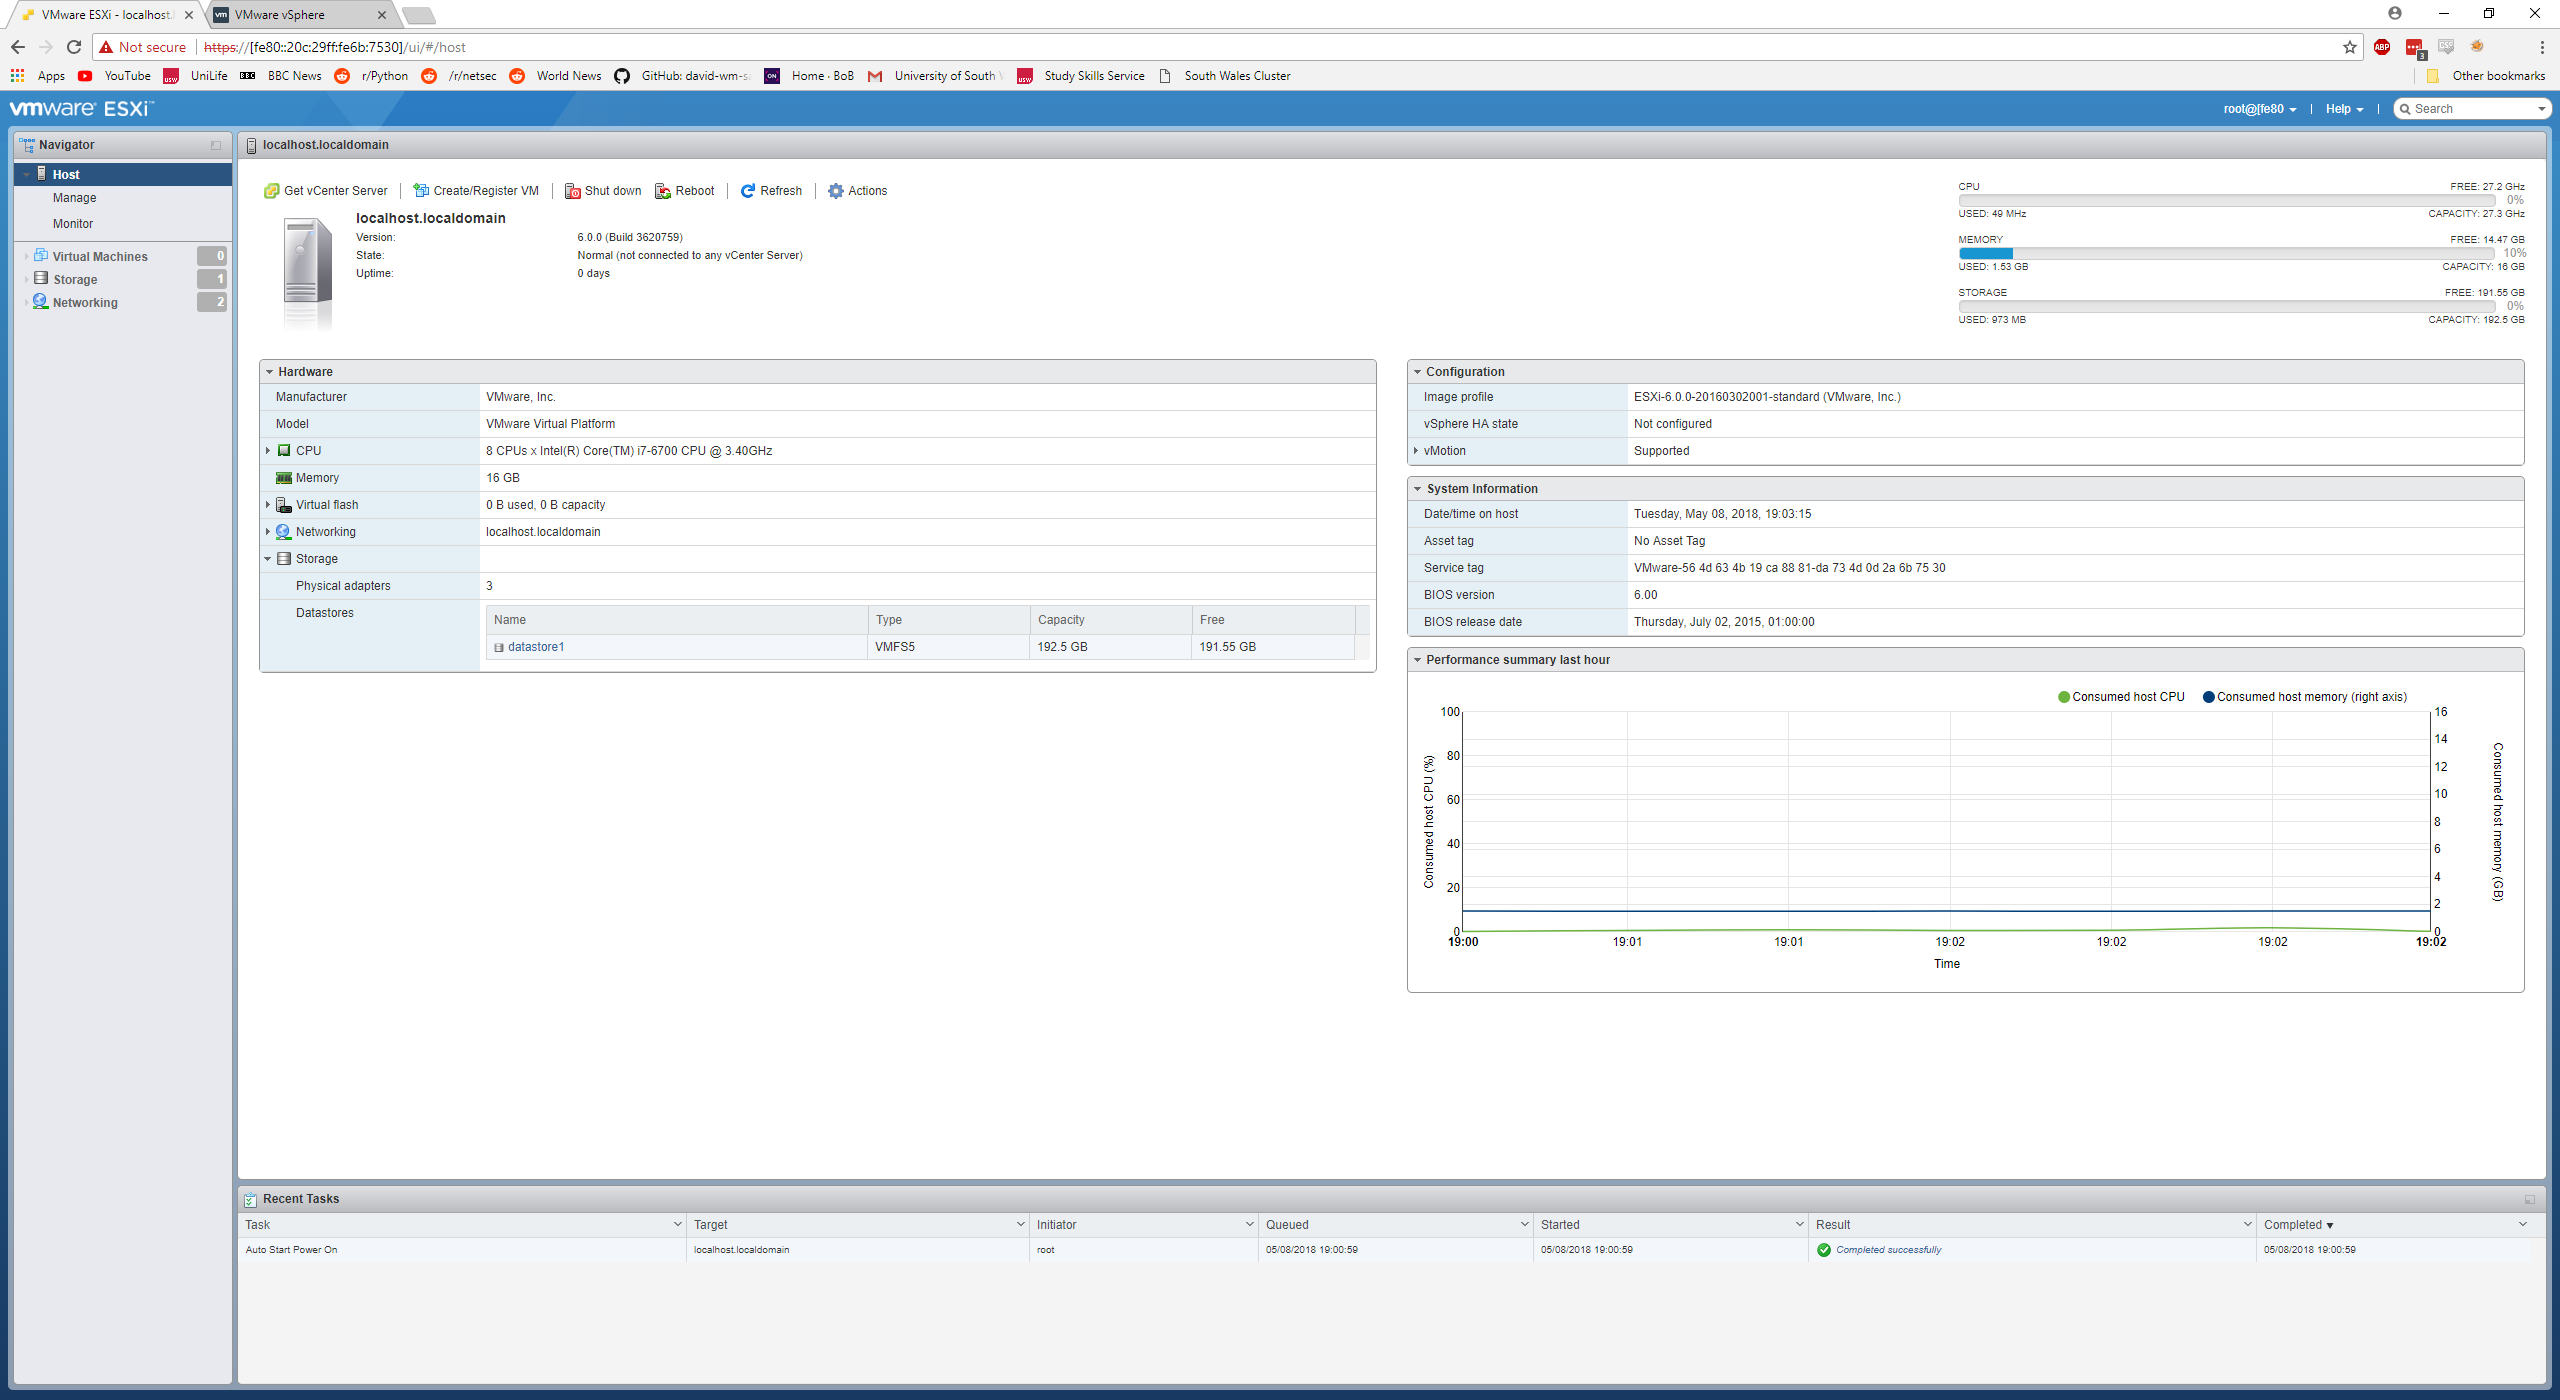 VMware ESXi - localhost.l
VMware vSphere
Not secure https://[fe80::20c:29ff:fe6b:7530]/ui/#/host
ABP 3 CSS
Apps YouTube UniLife BBC News r/Python /r/netsec World News GitHub: david-wm-sa Home · BoB University of South W Study Skills Service South Wales Cluster Other bookmarks
vmware ESXi™
root@[fe80 Help Search
Navigator
Host
Manage
Monitor
Virtual Machines 0
Storage 1
Networking 2
localhost.localdomain
Get vCenter Server Create/Register VM Shut down Reboot Refresh Actions
localhost.localdomain
Version: 6.0.0 (Build 3620759)
State: Normal (not connected to any vCenter Server)
Uptime: 0 days
CPU FREE: 27.2 GHz
0%
USED: 49 MHz CAPACITY: 27.3 GHz
MEMORY FREE: 14.47 GB
10%
USED: 1.53 GB CAPACITY: 16 GB
STORAGE FREE: 191.55 GB
0%
USED: 973 MB CAPACITY: 192.5 GB
Hardware
Manufacturer VMware, Inc.
Model VMware Virtual Platform
CPU 8 CPUs x Intel(R) Core(TM) i7-6700 CPU @ 3.40GHz
Memory 16 GB
Virtual flash 0 B used, 0 B capacity
Networking localhost.localdomain
Storage
Physical adapters 3
Datastores
Name Type Capacity Free
datastore1 VMFS5 192.5 GB 191.55 GB
Configuration
Image profile ESXi-6.0.0-20160302001-standard (VMware, Inc.)
vSphere HA state Not configured
vMotion Supported
System Information
Date/time on host Tuesday, May 08, 2018, 19:03:15
Asset tag No Asset Tag
Service tag VMware-56 4d 63 4b 19 ca 88 81-da 73 4d 0d 2a 6b 75 30
BIOS version 6.00
BIOS release date Thursday, July 02, 2015, 01:00:00
Performance summary last hour
Consumed host CPU Consumed host memory (right axis)
Consumed host CPU (%)
100
80
60
40
20
0
16
14
12
10
8
6
4
2
0
Consumed host memory (GB)
19:00 19:01 19:01 19:02 19:02 19:02 19:02
Time
Recent Tasks
Task Target Initiator Queued Started Result Completed
Auto Start Power On localhost.localdomain root 05/08/2018 19:00:59 05/08/2018 19:00:59 Completed successfully 05/08/2018 19:00:59